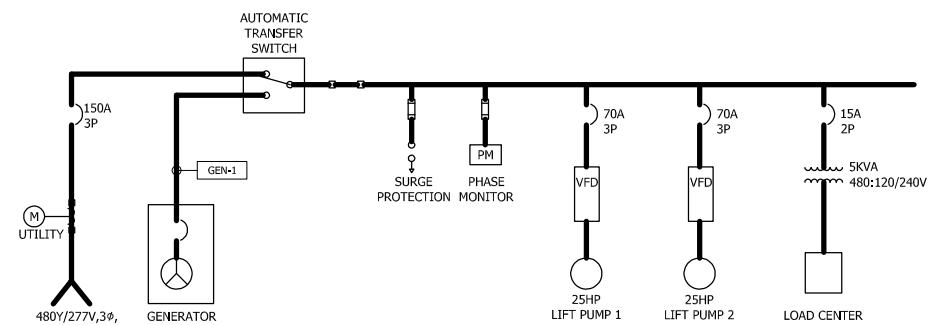 AUTOMATIC
TRANSFER
SWITCH
150A
3P
GEN-1
M
UTILITY
480Y/277V,3ϕ,
GENERATOR
SURGE
PROTECTION
PM
PHASE
MONITOR
70A
3P
VFD
25HP
LIFT PUMP 1
70A
3P
VFD
25HP
LIFT PUMP 2
15A
2P
5KVA
480:120/240V
LOAD CENTER